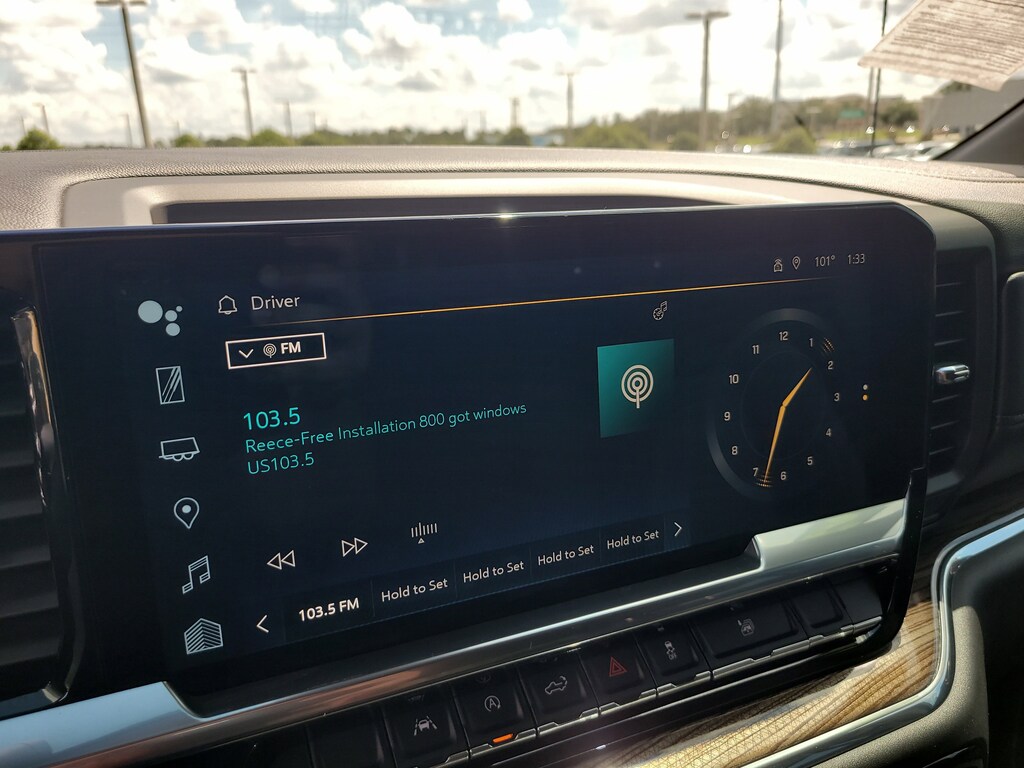 101° 1:33
Driver
FM
103.5
Reece-Free Installation 800 got windows
US103.5
12
1
2
3
4
5
6
7
8
9
10
11
103.5 FM Hold to Set Hold to Set Hold to Set Hold to Set
A